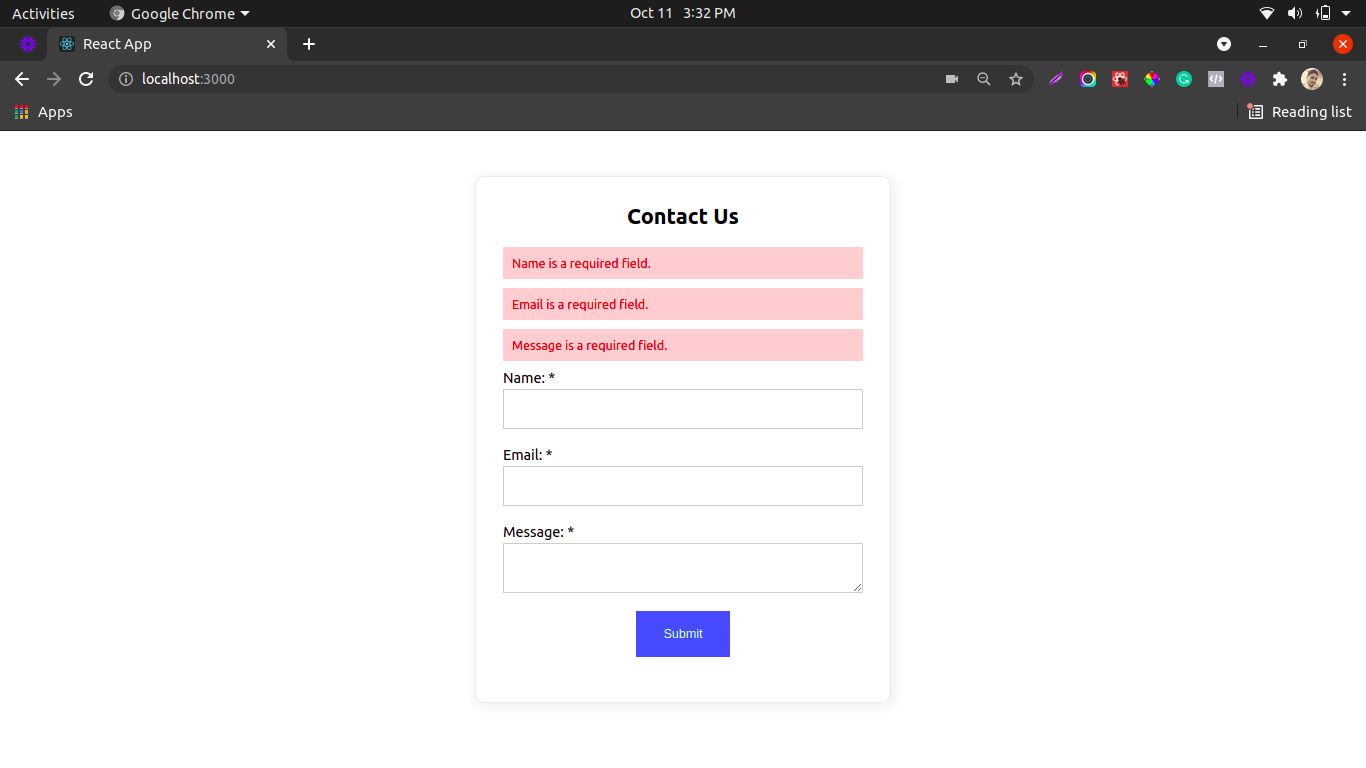 Activities Google Chrome Oct 11 3:32 PM
React App
localhost:3000
Apps Reading list
Contact Us
Name is a required field.
Email is a required field.
Message is a required field.
Name: *
Email: *
Message: *
Submit